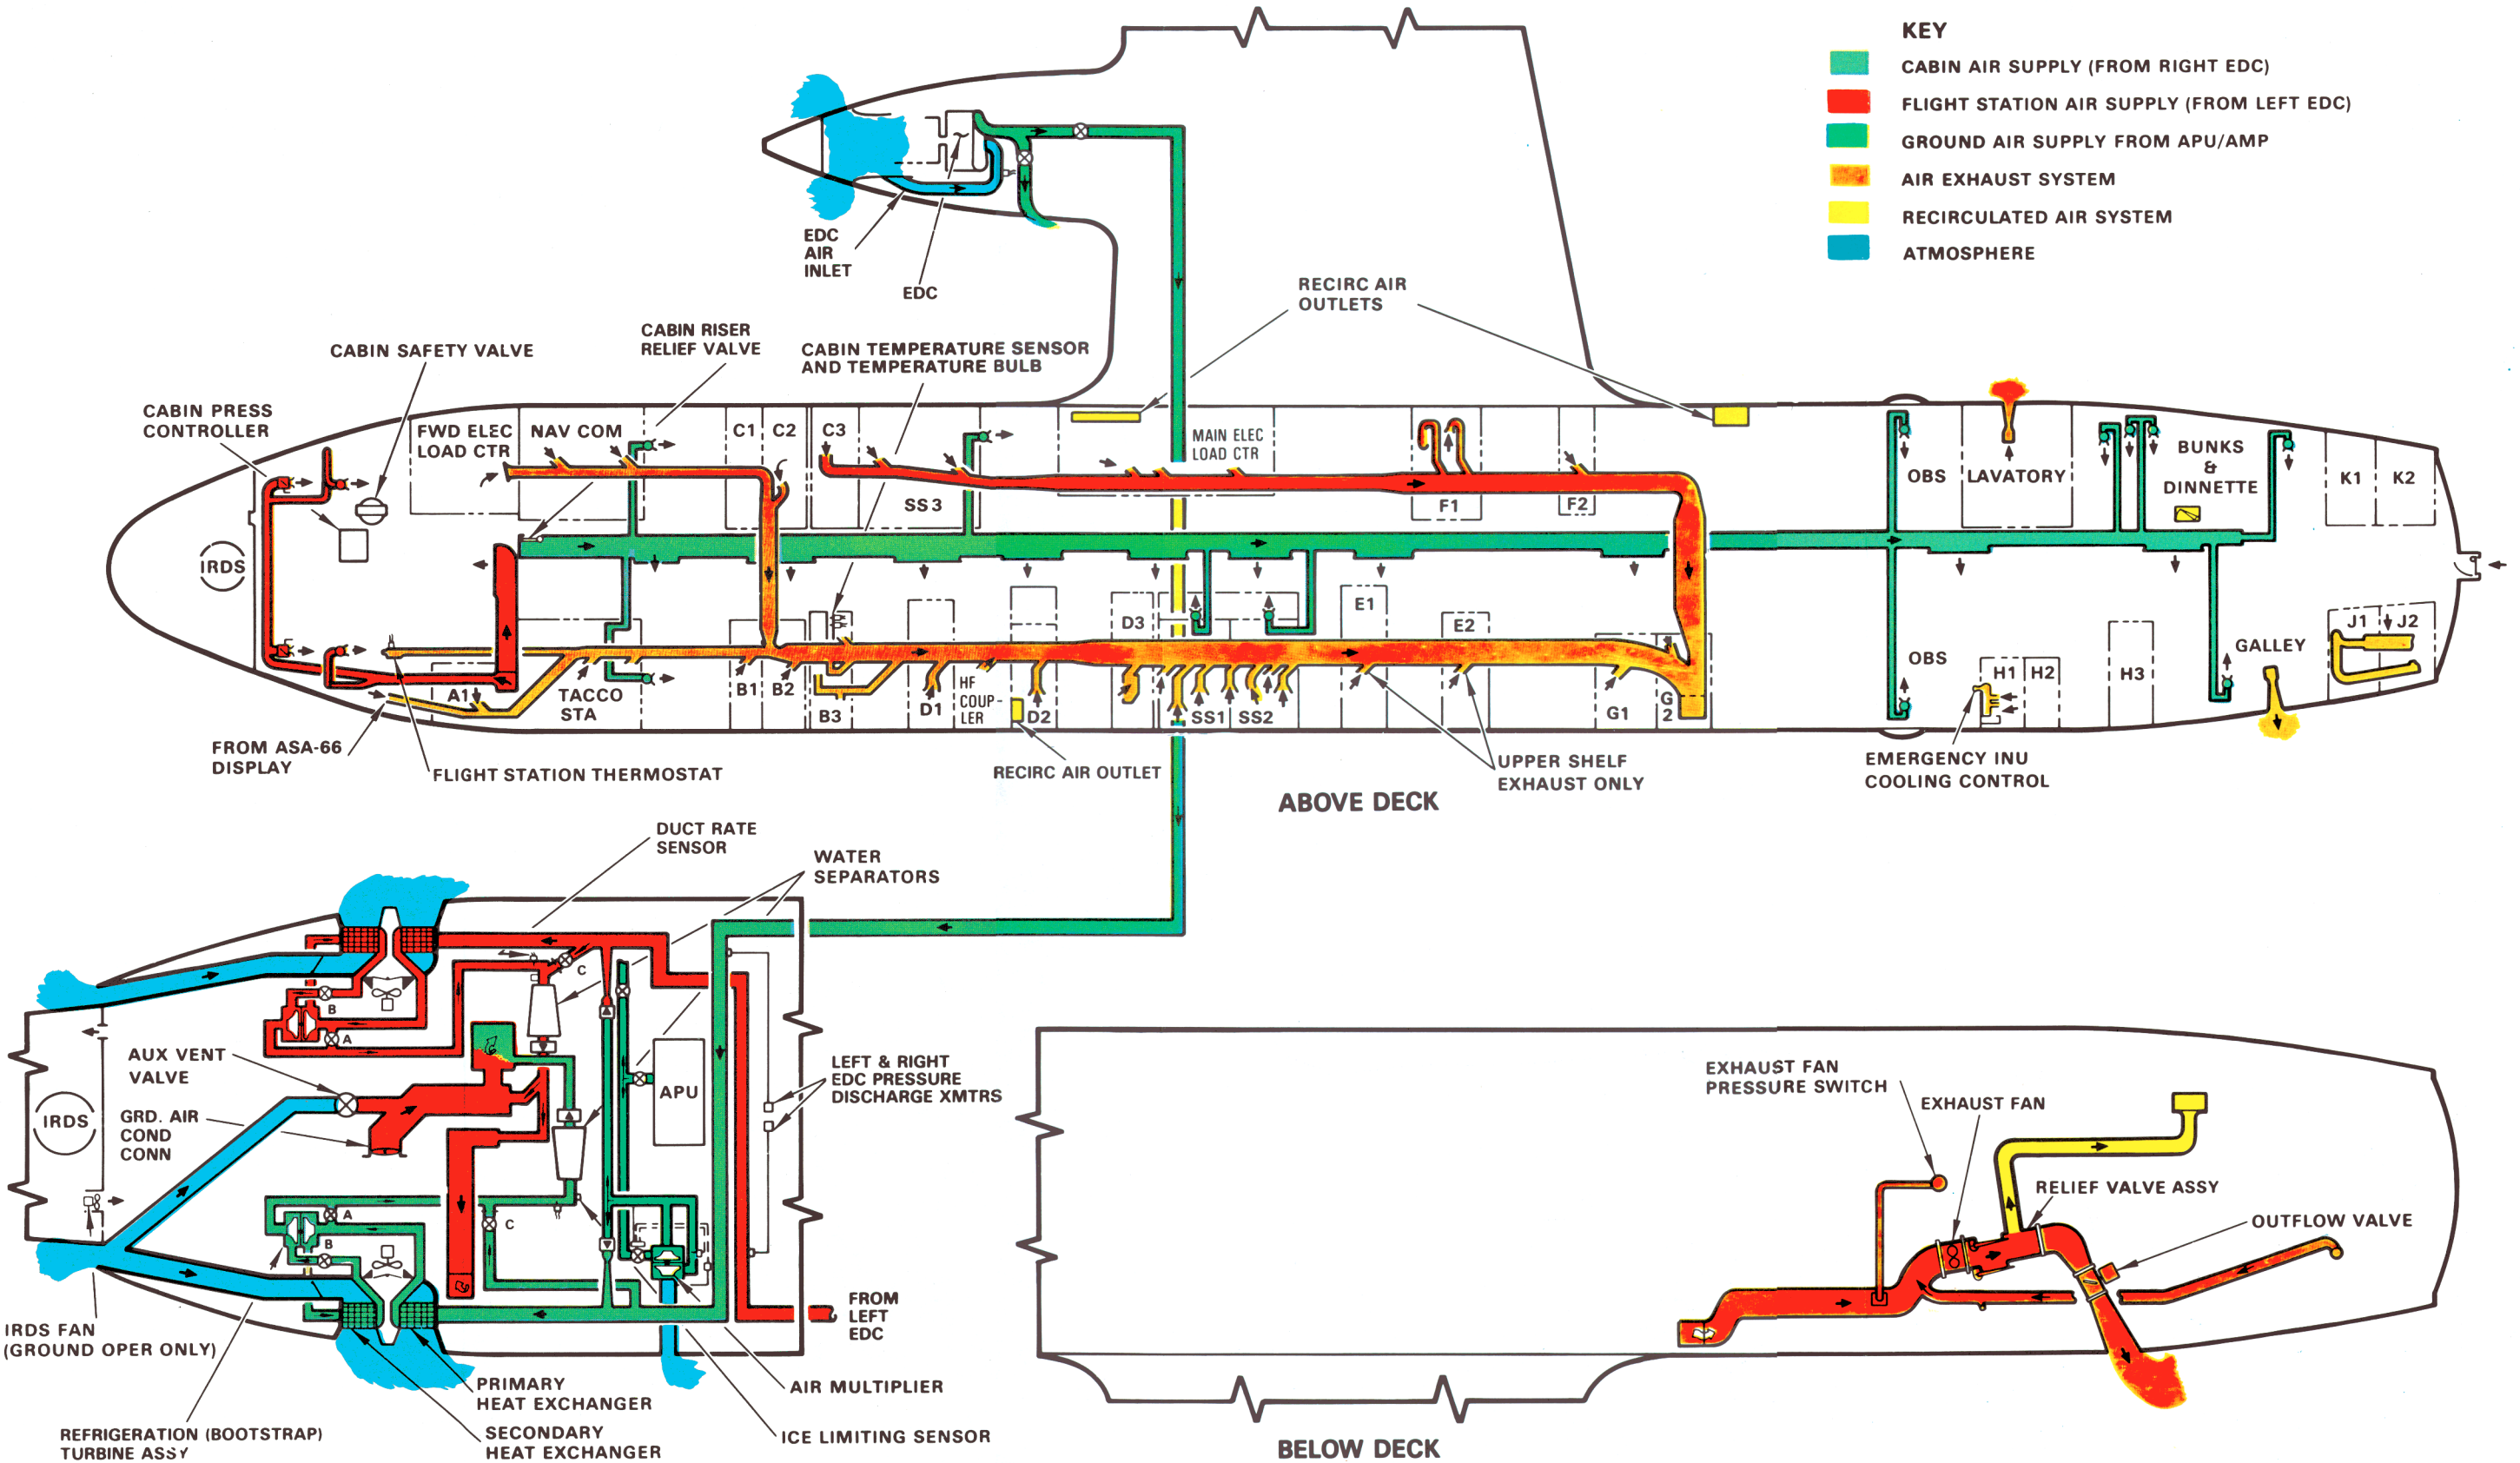 KEY
CABIN AIR SUPPLY (FROM RIGHT EDC)
FLIGHT STATION AIR SUPPLY (FROM LEFT EDC)
GROUND AIR SUPPLY FROM APU/AMP
AIR EXHAUST SYSTEM
RECIRCULATED AIR SYSTEM
ATMOSPHERE
EDC
AIR
INLET
EDC
RECIRC AIR
OUTLETS
CABIN SAFETY VALVE
CABIN RISER
RELIEF VALVE
CABIN TEMPERATURE SENSOR
AND TEMPERATURE BULB
CABIN PRESS
CONTROLLER
FWD ELEC
LOAD CTR
NAV COM
C1
C2
C3
SS3
MAIN ELEC
LOAD CTR
F1
F2
OBS
LAVATORY
BUNKS
&
DINNETTE
K1
K2
IRDS
A1
TACCO
STA
B1
B2
B3
D1
HF
COUP-
LER
D2
D3
SS1
SS2
E1
E2
G1
G
2
OBS
H1
H2
H3
GALLEY
J1
J2
FROM ASA-66
DISPLAY
FLIGHT STATION THERMOSTAT
RECIRC AIR OUTLET
UPPER SHELF
EXHAUST ONLY
EMERGENCY INU
COOLING CONTROL
ABOVE DECK
DUCT RATE
SENSOR
WATER
SEPARATORS
C
B
A
AUX VENT
VALVE
GRD. AIR
COND
CONN
IRDS
APU
LEFT & RIGHT
EDC PRESSURE
DISCHARGE XMTRS
A
B
C
IRDS FAN
(GROUND OPER ONLY)
REFRIGERATION (BOOTSTRAP)
TURBINE ASSY
PRIMARY
HEAT EXCHANGER
SECONDARY
HEAT EXCHANGER
FROM
LEFT
EDC
AIR MULTIPLIER
ICE LIMITING SENSOR
EXHAUST FAN
PRESSURE SWITCH
EXHAUST FAN
RELIEF VALVE ASSY
OUTFLOW VALVE
BELOW DECK